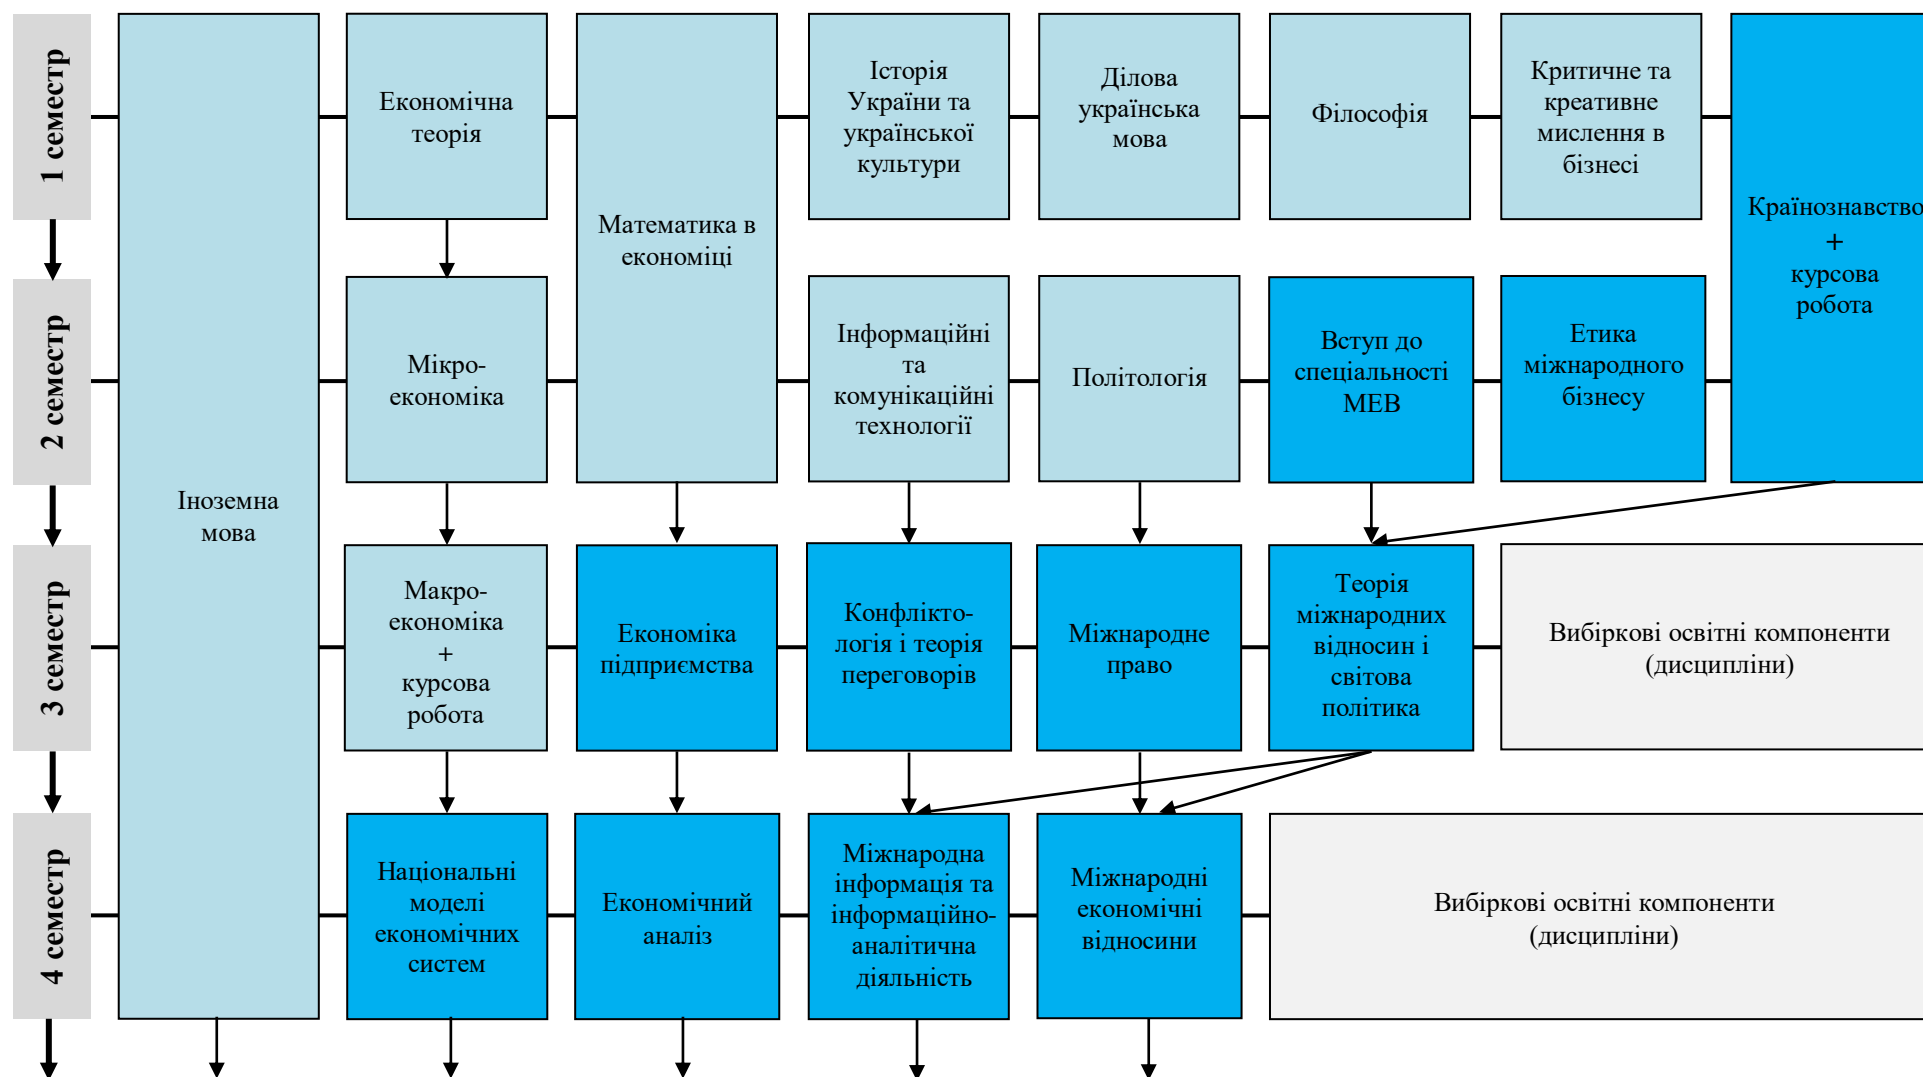 1 семестр
Економічна
теорія
Історія
України та
української
культури
Ділова
українська
мова
Філософія
Критичне та
креативне
мислення в
бізнесі
Країнознавство
+
курсова
робота
Математика в
економіці
2 семестр
Мікро-
економіка
Інформаційні
та
комунікаційні
технології
Політологія
Вступ до
спеціальності
МЕВ
Етика
міжнародного
бізнесу
Іноземна
мова
3 семестр
Макро-
економіка
+
курсова
робота
Економіка
підприємства
Конфлікто-
логія і теорія
переговорів
Міжнародне
право
Теорія
міжнародних
відносин і
світова
політика
Вибіркові освітні компоненти
(дисципліни)
4 семестр
Національні
моделі
економічних
систем
Економічний
аналіз
Міжнародна
інформація та
інформаційно-
аналітична
діяльність
Міжнародні
економічні
відносини
Вибіркові освітні компоненти
(дисципліни)